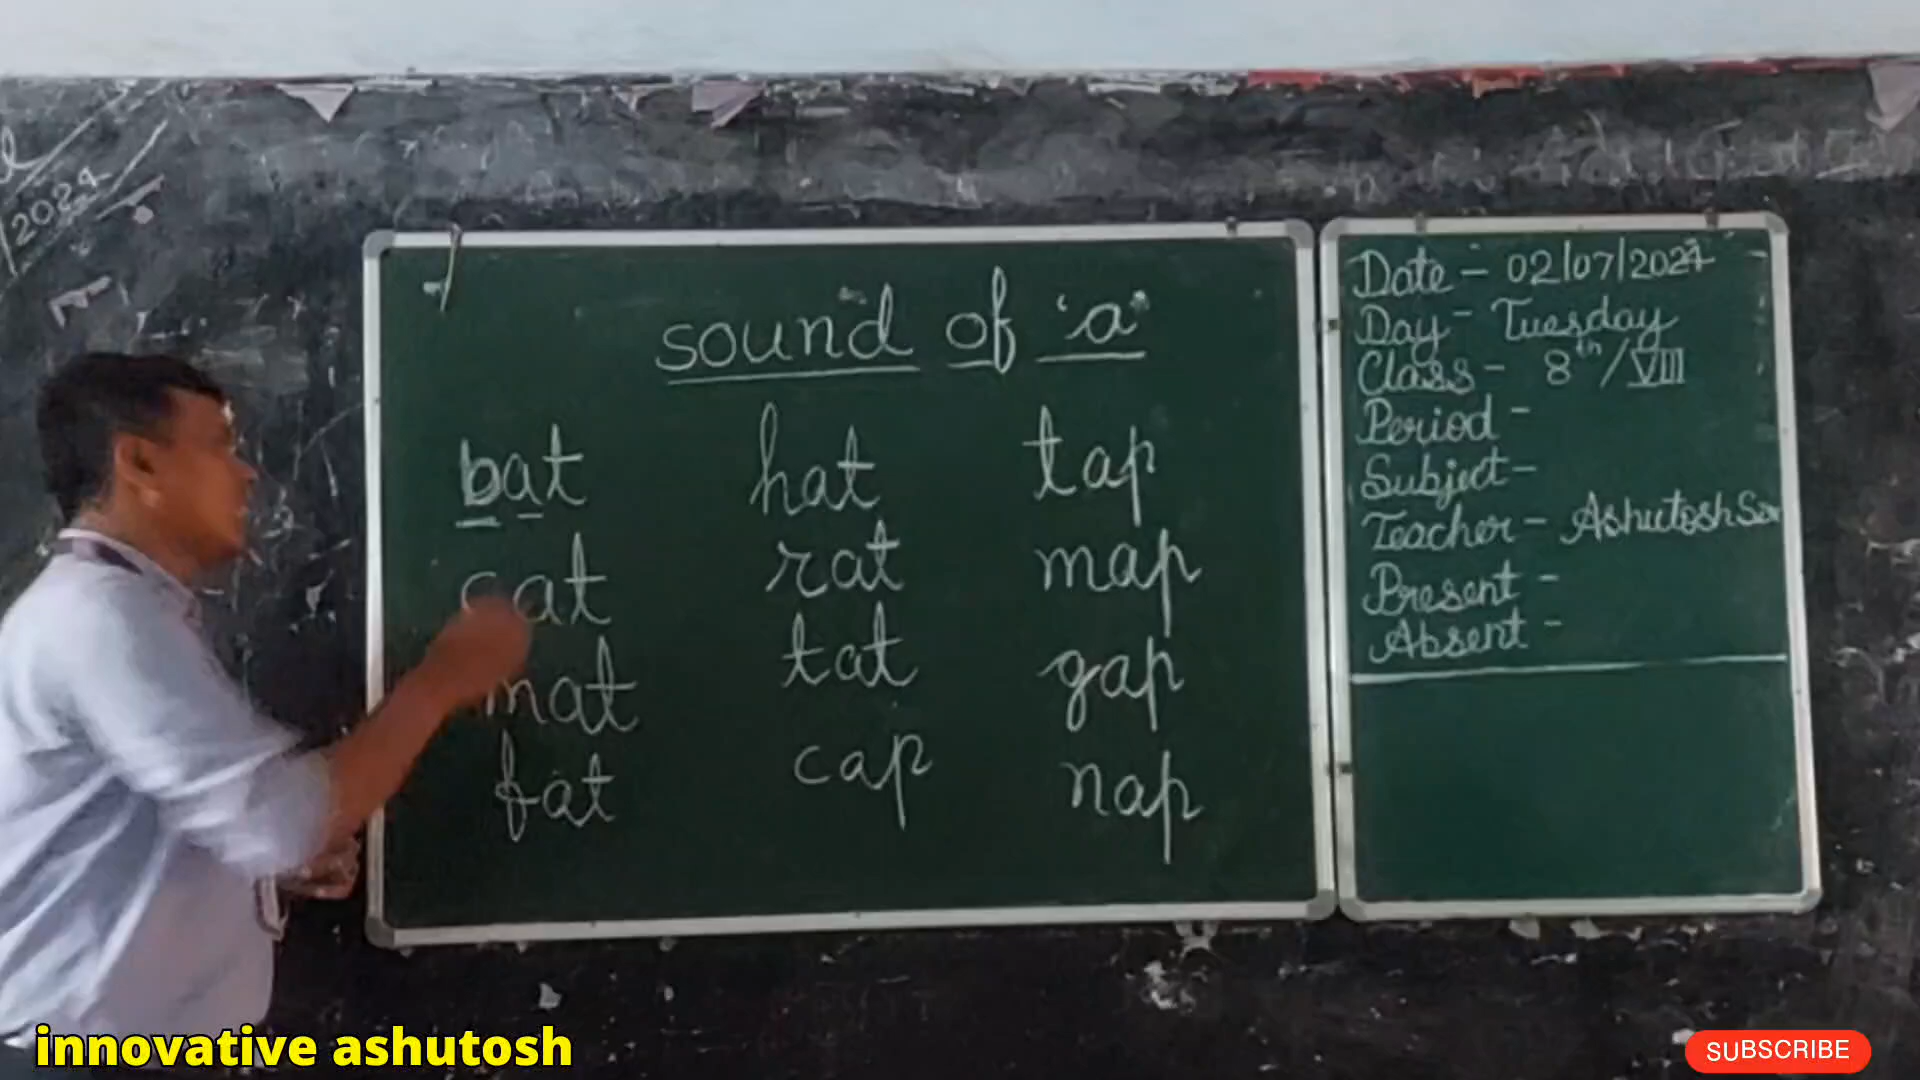 /2024
sound of 'a'
bat hat tap
cat rat map
mat tat gap
fat cap nap
Date - 02/07/2024
Day - Tuesday
Class - 8th/VIII
Period -
Subject -
Teacher - Ashutosh Sir
Present -
Absent -
innovative ashutosh
SUBSCRIBE